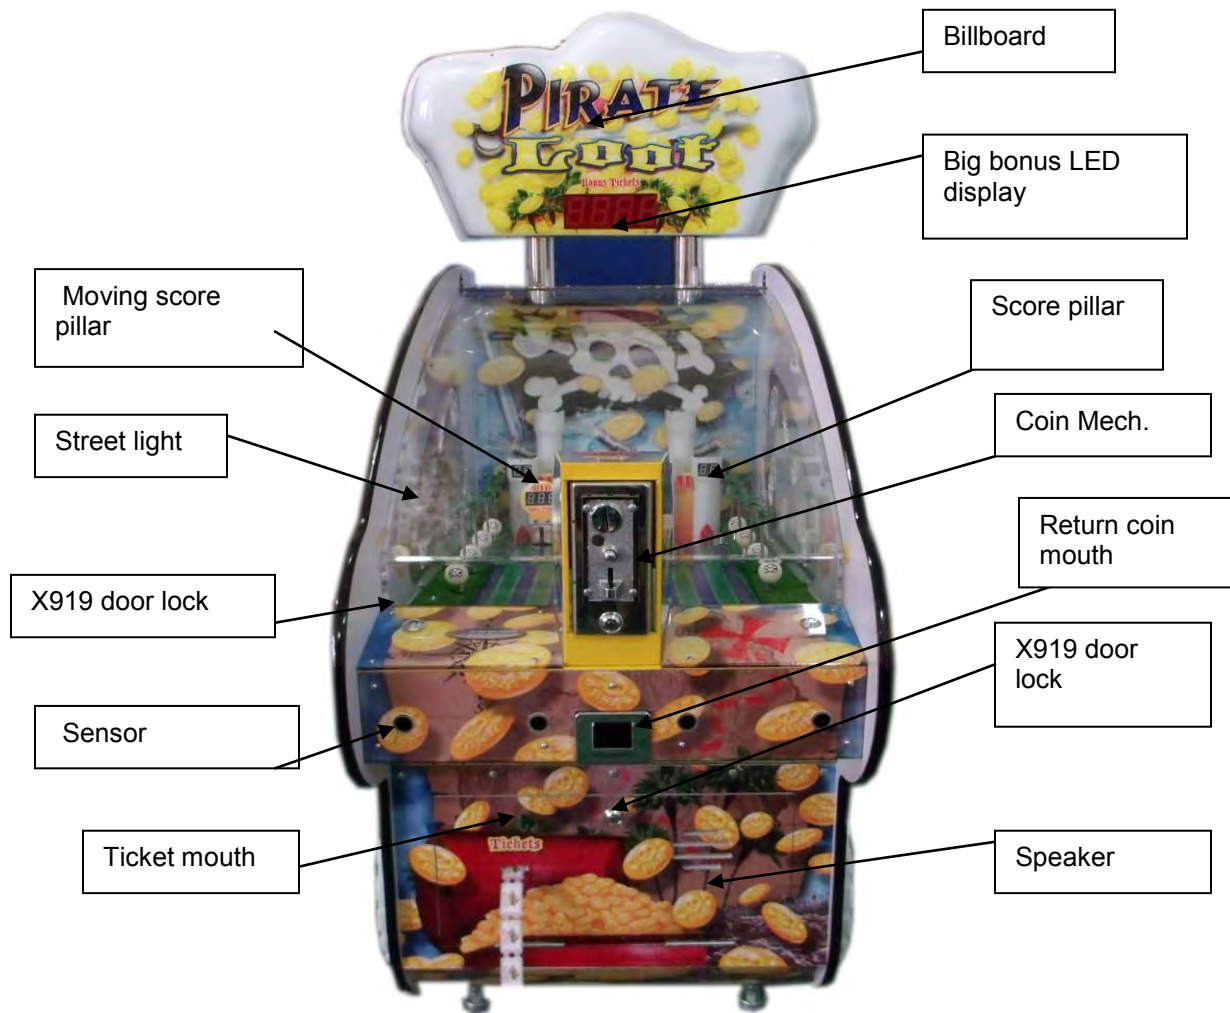 Billboard
PIRATE
Loot
Bonus Tickets
Big bonus LED
display
Moving score
pillar
Score pillar
Street light
Coin Mech.
Return coin
mouth
X919 door lock
X919 door
lock
Sensor
Ticket mouth
Tickets
Speaker